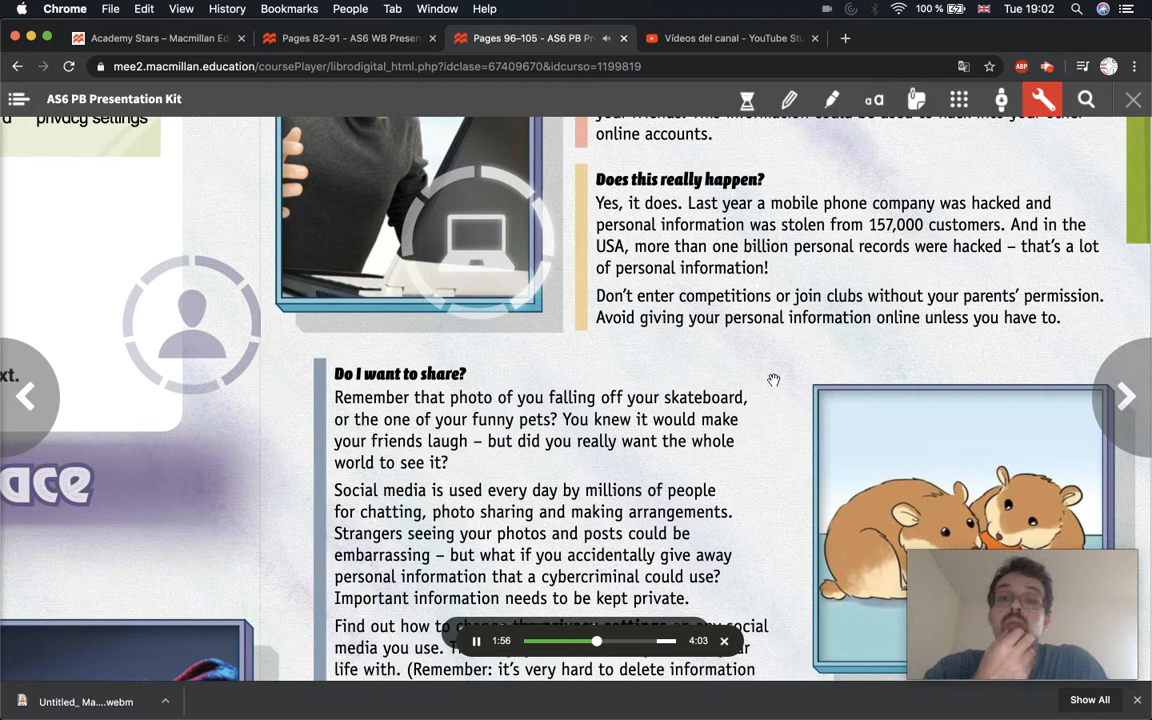 Chrome File Edit View History Bookmarks People Tab Window Help 100 % Tue 19:02
Academy Stars – Macmillan Ed Pages 82–91 - AS6 WB Presen Pages 96–105 - AS6 PB Pr Vídeos del canal - YouTube St
mee2.macmillan.education/coursePlayer/librodigital_html.php?idclase=67409670&idcurso=1199819 ABP
AS6 PB Presentation Kit
privacy settings
online accounts.
Does this really happen?
Yes, it does. Last year a mobile phone company was hacked and
personal information was stolen from 157,000 customers. And in the
USA, more than one billion personal records were hacked – that's a lot
of personal information!
Don't enter competitions or join clubs without your parents' permission.
Avoid giving your personal information online unless you have to.
xt.
ace
Do I want to share?
Remember that photo of you falling off your skateboard,
or the one of your funny pets? You knew it would make
your friends laugh – but did you really want the whole
world to see it?
Social media is used every day by millions of people
for chatting, photo sharing and making arrangements.
Strangers seeing your photos and posts could be
embarrassing – but what if you accidentally give away
personal information that a cybercriminal could use?
Important information needs to be kept private.
Find out how to change the privacy settings on any social
media you use.
life with. (Remember: it's very hard to delete information
1:56 4:03
Untitled_ Ma....webm Show All